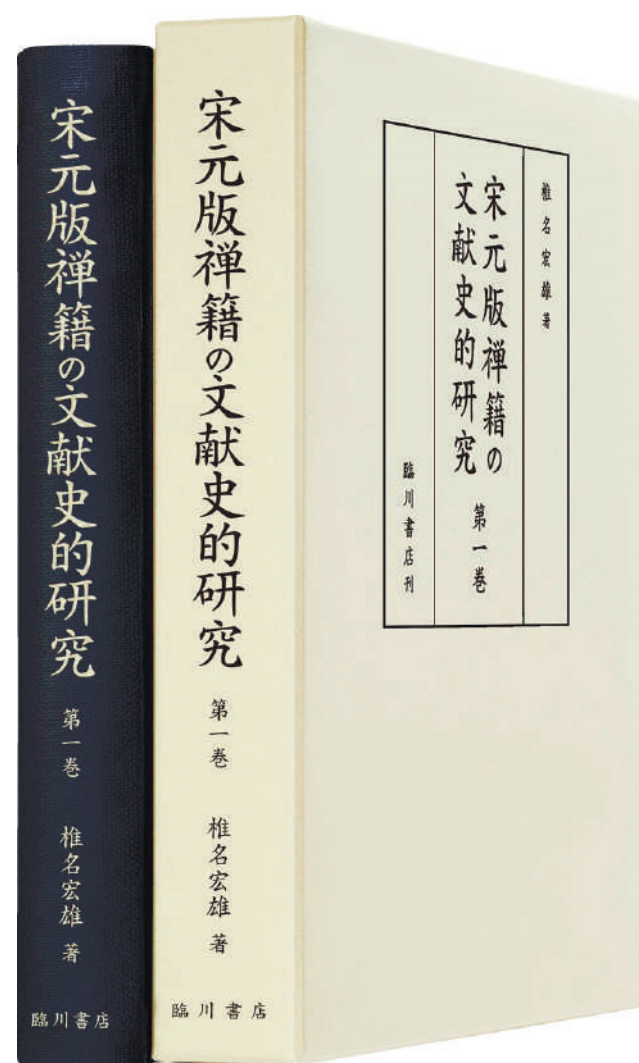 宋元版禅籍の文献史的研究
第一巻
椎名宏雄 著
臨川書店
宋元版禅籍の文献史的研究
第一巻
椎名宏雄 著
臨川書店
椎名宏雄著
宋元版禅籍の
文献史的研究
第一巻
臨川書店刊